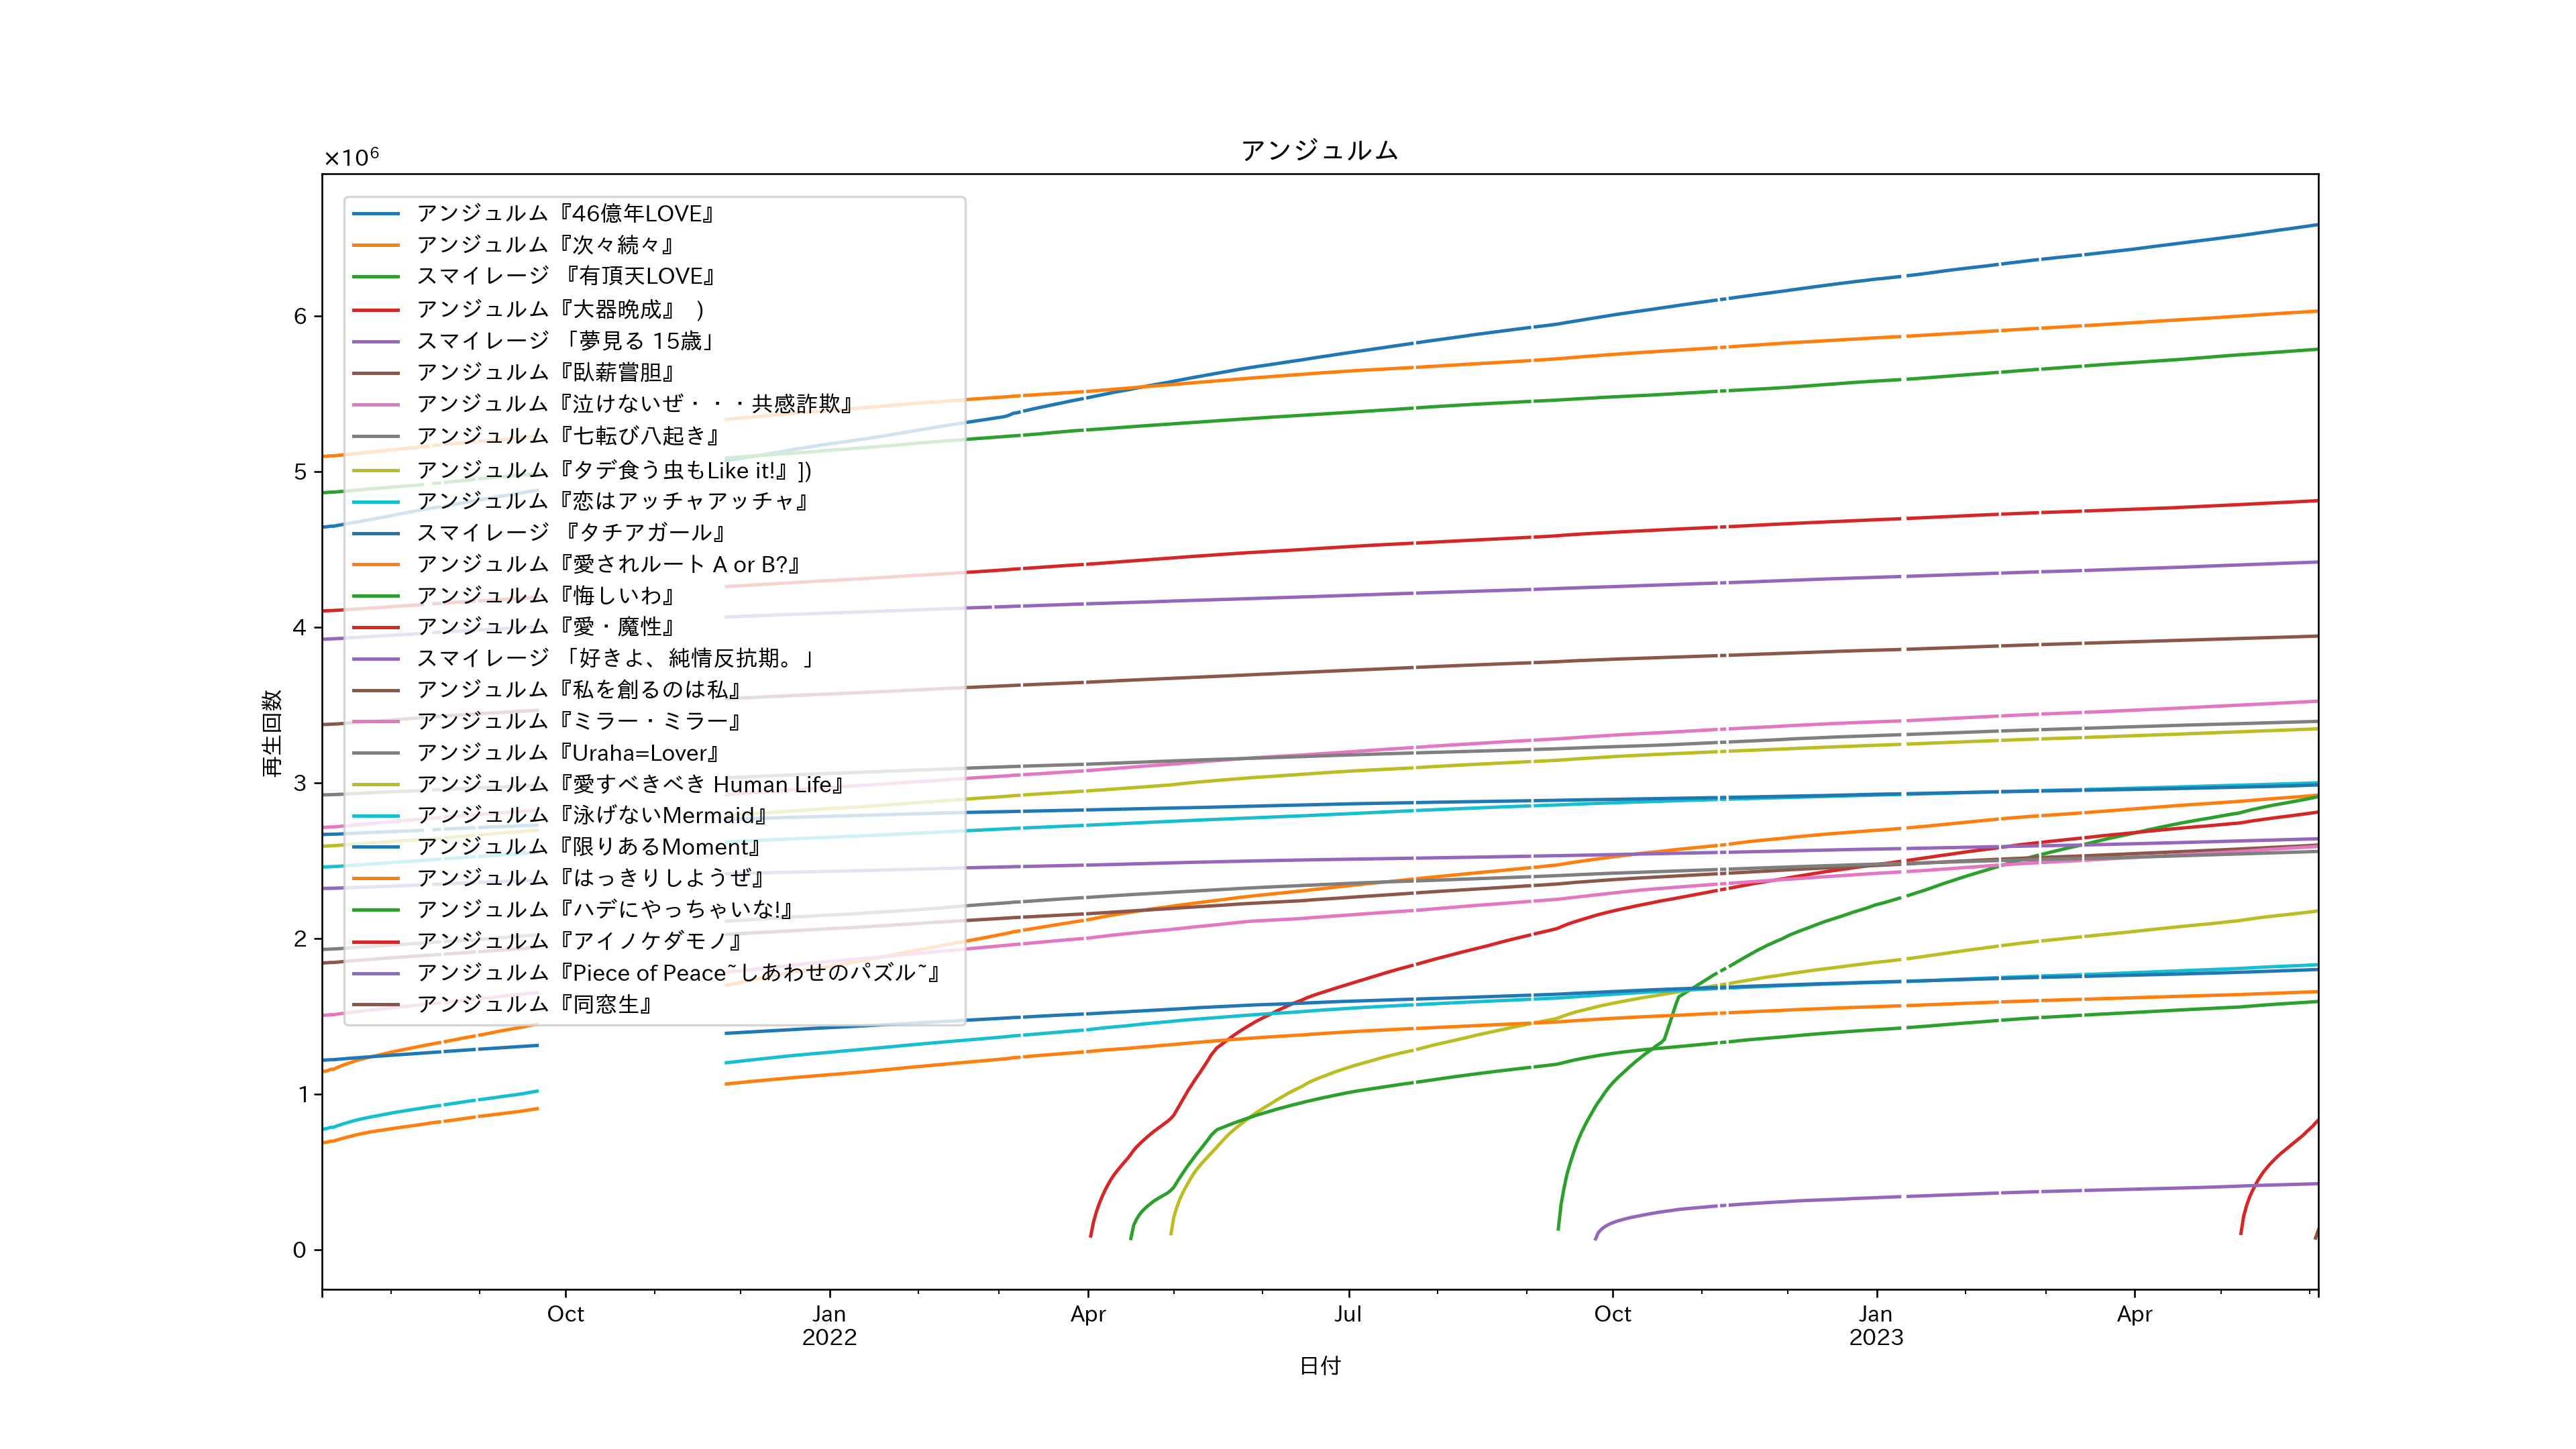 アンジュルム
×10⁶
アンジュルム『46億年LOVE』
アンジュルム『次々続々』
スマイレージ 『有頂天LOVE』
アンジュルム『大器晩成』 )
スマイレージ 「夢見る 15歳」
アンジュルム『臥薪嘗胆』
アンジュルム『泣けないぜ・・・共感詐欺』
アンジュルム『七転び八起き』
アンジュルム『タデ食う虫もLike it!』])
アンジュルム『恋はアッチャアッチャ』
スマイレージ 『タチアガール』
アンジュルム『愛されルート A or B?』
アンジュルム『悔しいわ』
アンジュルム『愛・魔性』
スマイレージ 「好きよ、純情反抗期。」
アンジュルム『私を創るのは私』
アンジュルム『ミラー・ミラー』
アンジュルム『Uraha=Lover』
アンジュルム『愛すべきべき Human Life』
アンジュルム『泳げないMermaid』
アンジュルム『限りあるMoment』
アンジュルム『はっきりしようぜ』
アンジュルム『ハデにやっちゃいな!』
アンジュルム『アイノケダモノ』
アンジュルム『Piece of Peace~しあわせのパズル~』
アンジュルム『同窓生』
6
5
4
3
2
1
0
再生回数
Oct
Jan
2022
Apr
Jul
Oct
Jan
2023
Apr
日付